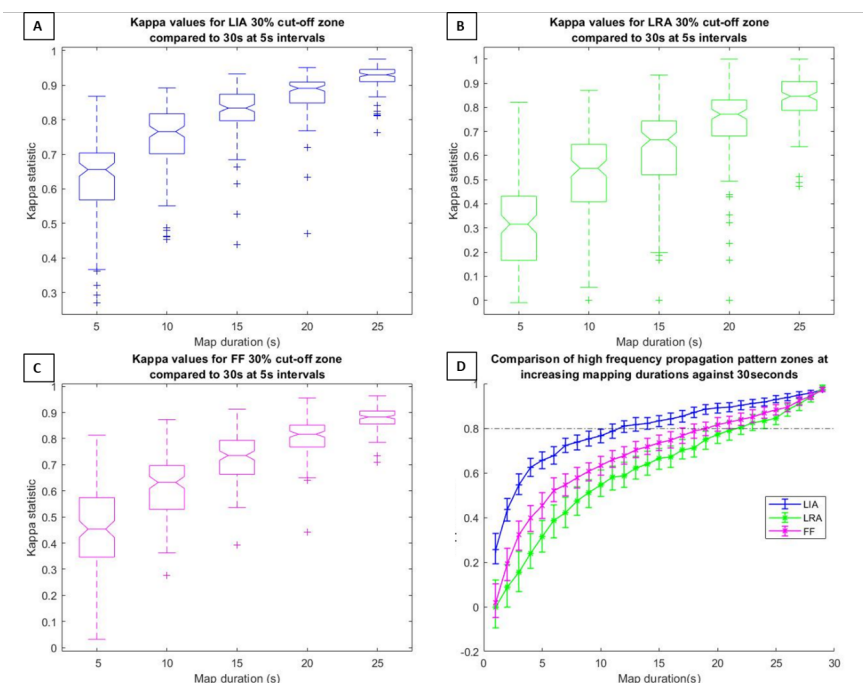 A
Kappa values for LIA 30% cut-off zone
compared to 30s at 5s intervals
1
0.9
0.8
0.7
0.6
0.5
0.4
0.3
Kappa statistic
5 10 15 20 25
Map duration (s)
B
Kappa values for LRA 30% cut-off zone
compared to 30s at 5s intervals
1
0.9
0.8
0.7
0.6
0.5
0.4
0.3
0.2
0.1
0
Kappa statistic
5 10 15 20 25
Map duration (s)
C
Kappa values for FF 30% cut-off zone
compared to 30s at 5s intervals
1
0.9
0.8
0.7
0.6
0.5
0.4
0.3
0.2
0.1
0
Kappa statistic
5 10 15 20 25
Map duration (s)
D
Comparison of high frequency propagation pattern zones at
increasing mapping durations against 30seconds
1
0.8
0.6
0.4
0.2
0
-0.2
LIA
LRA
FF
0 5 10 15 20 25 30
Map duration(s)